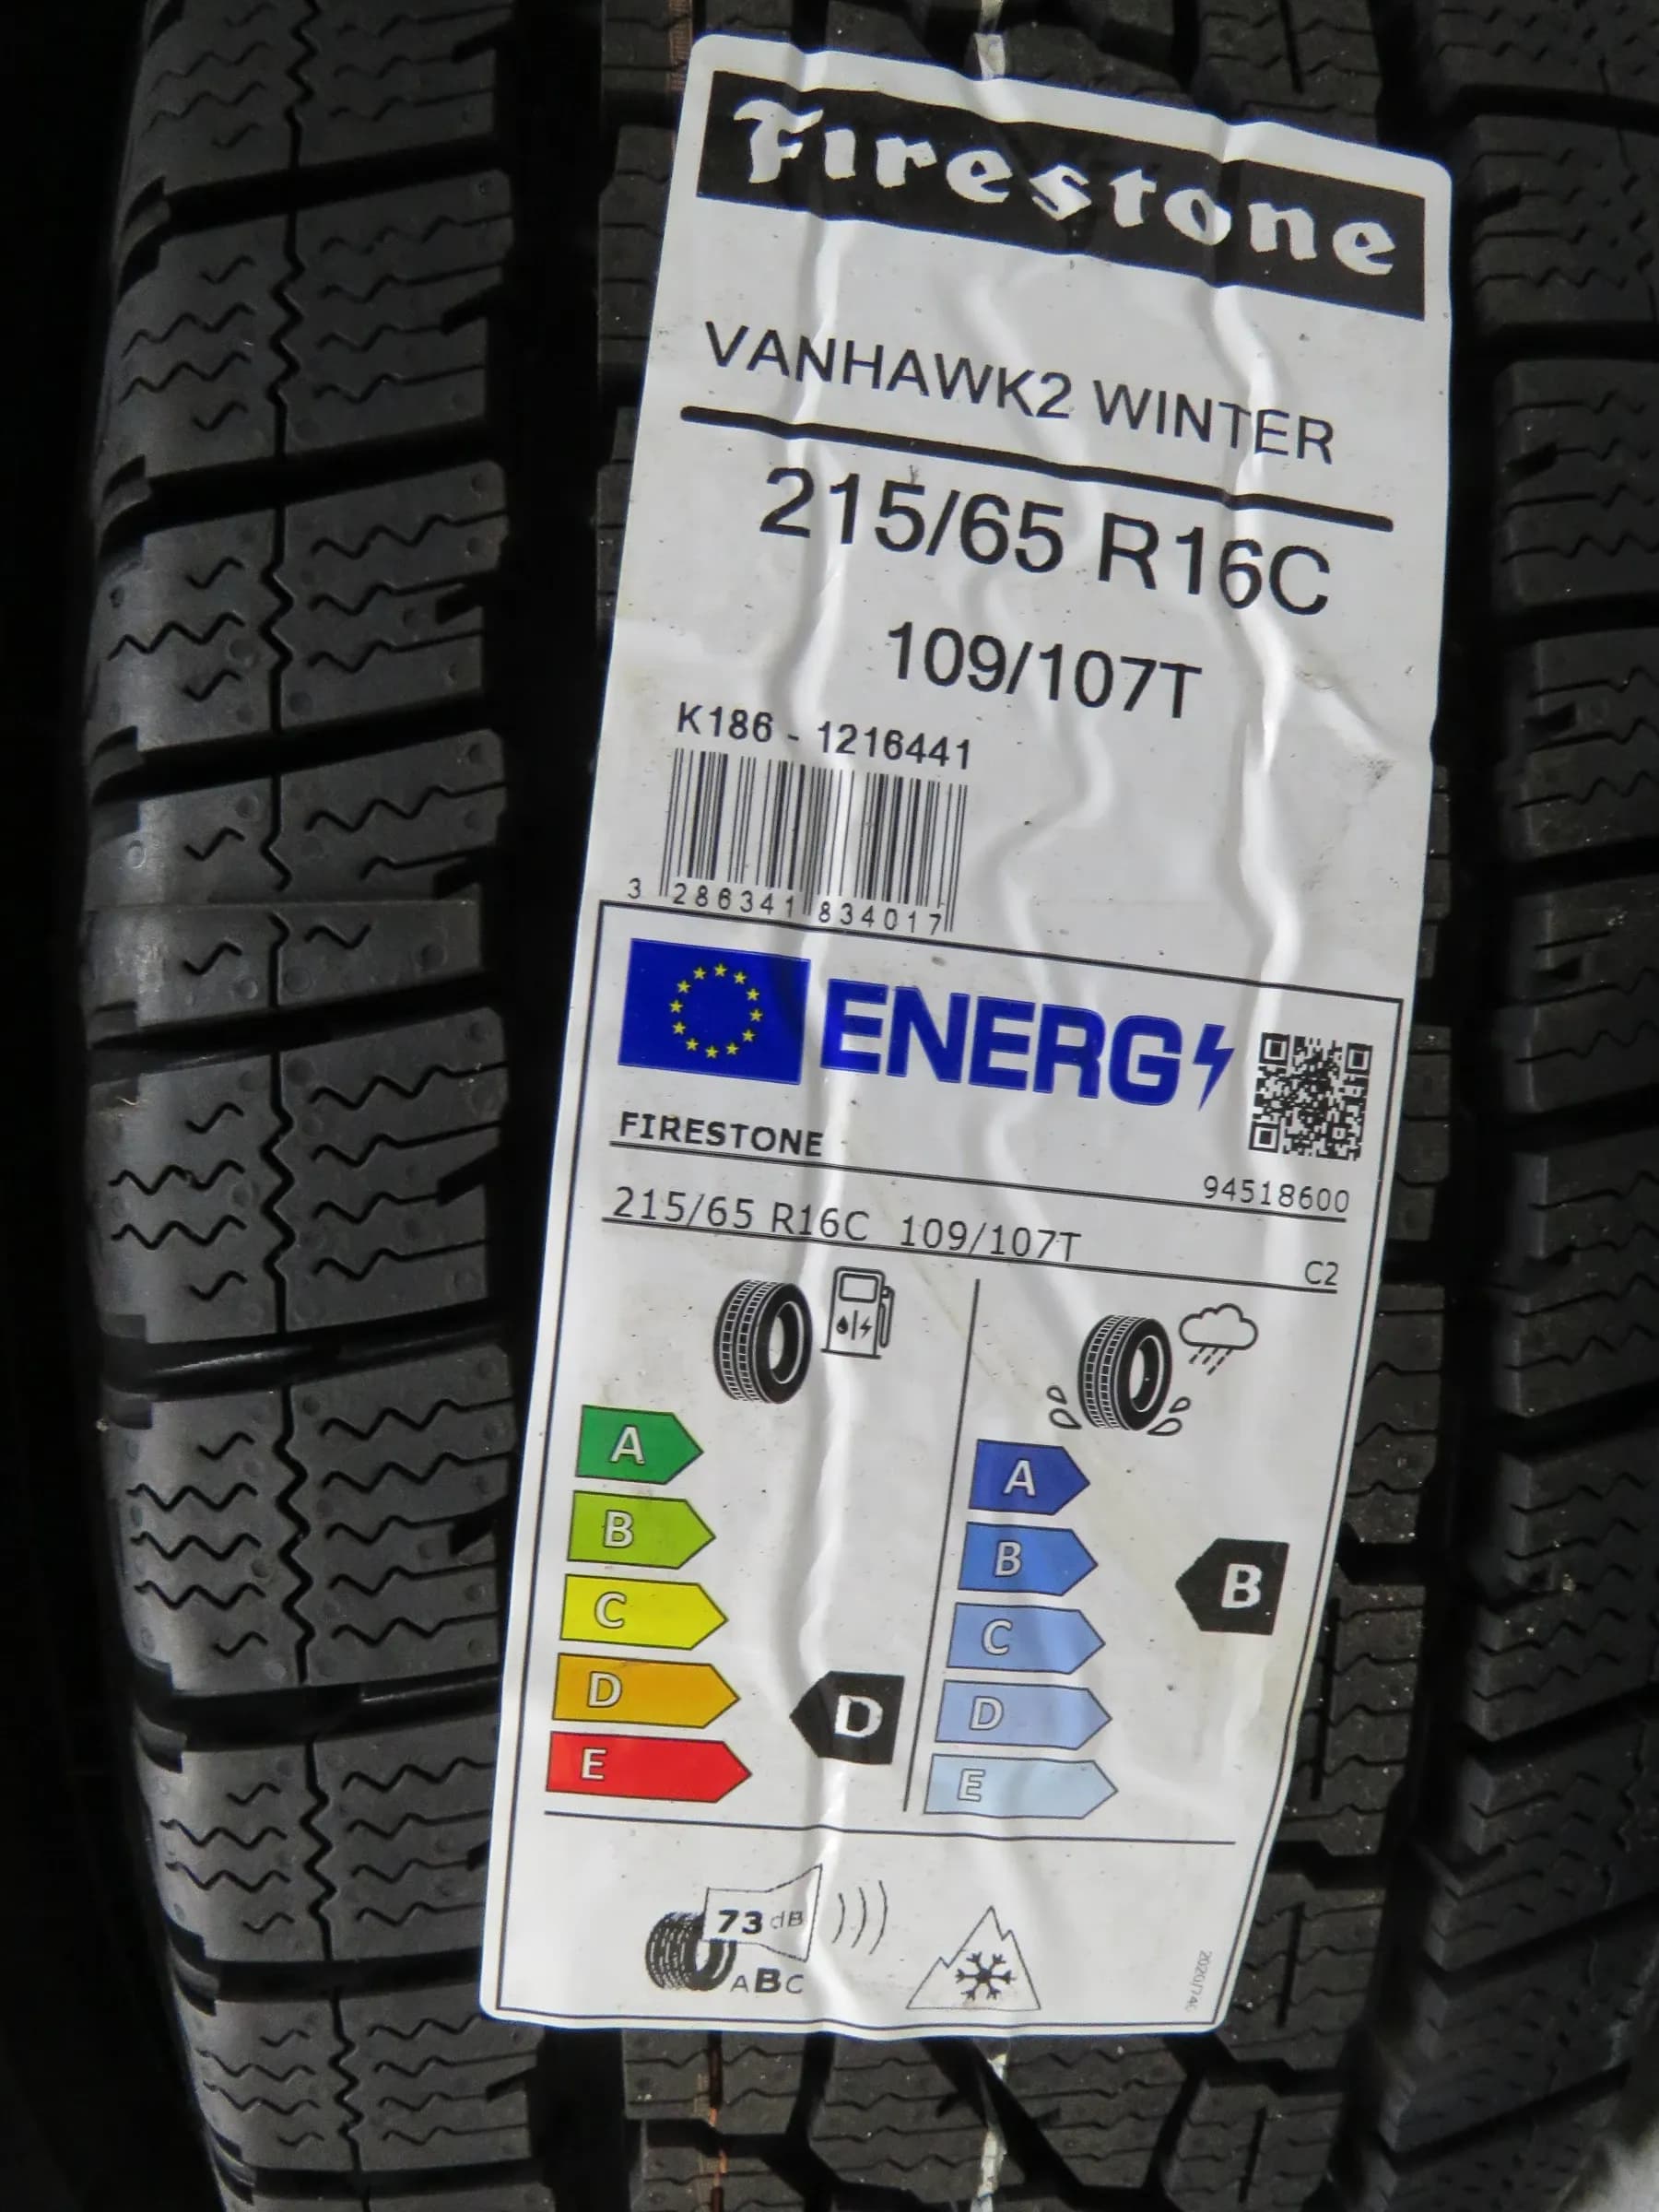 Firestone
VANHAWK2 WINTER
215/65 R16C
109/107T
K186 - 1216441
3 286341 834017
ENERG
FIRESTONE
94518600
215/65 R16C 109/107T
C2
A
B
C
D
E
D
A
B
C
D
E
B
73 dB
ABC